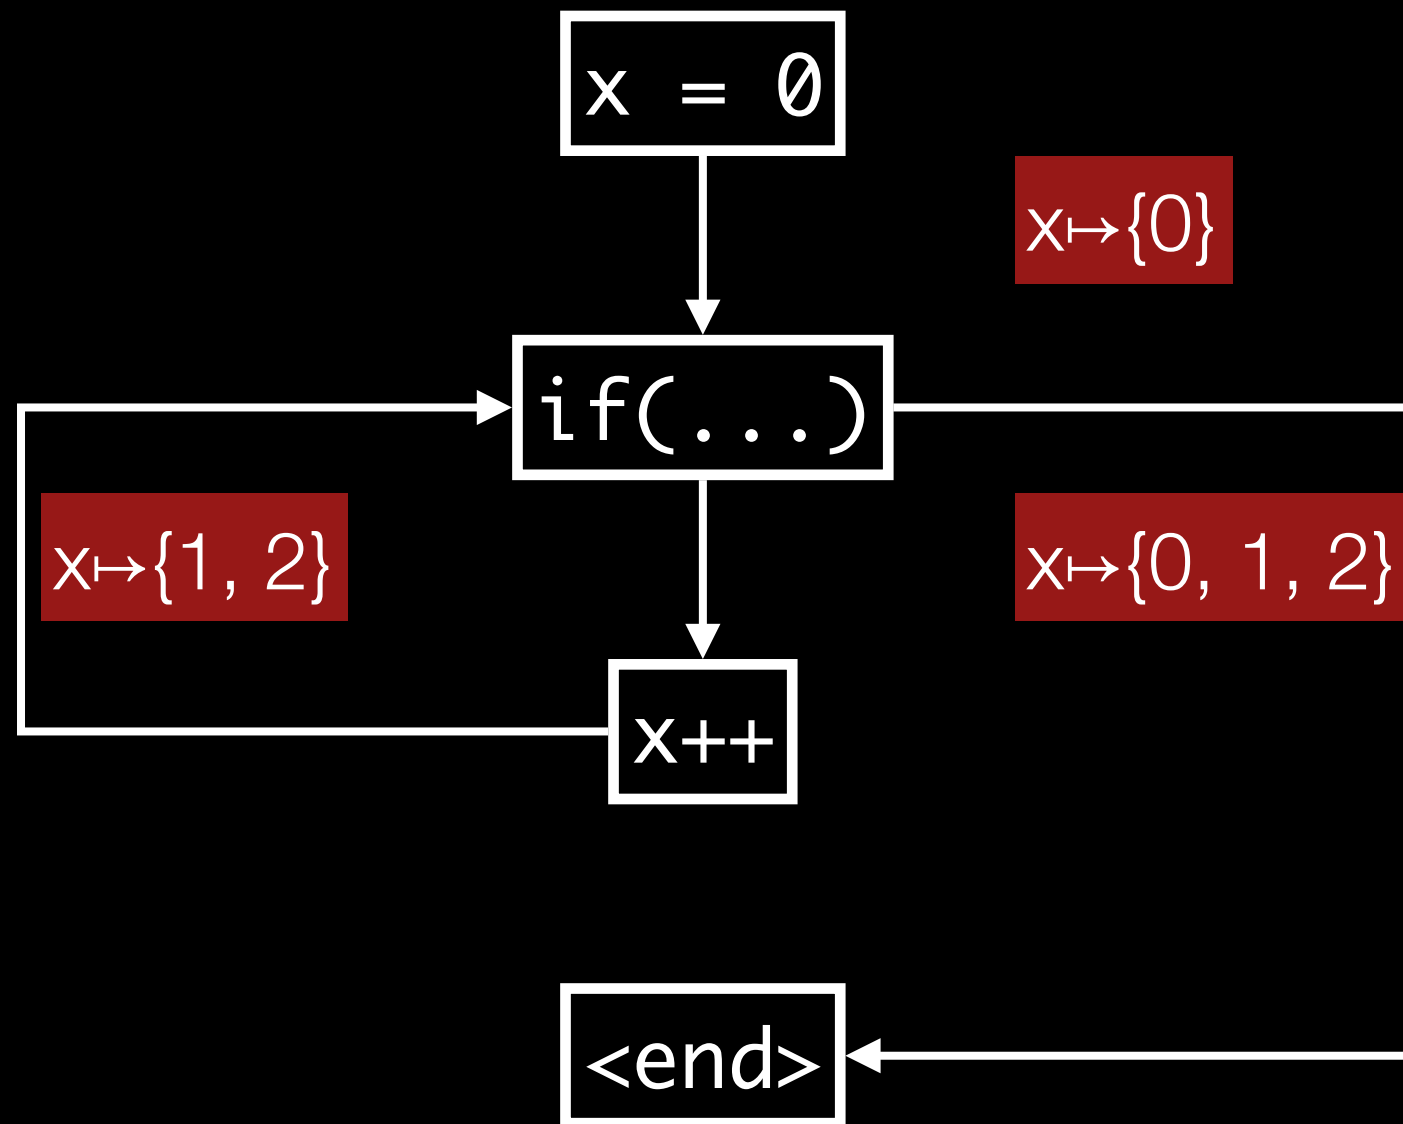 x = 0
x↦{0}
if(...)
x↦{1, 2}
x↦{0, 1, 2}
x++
<end>